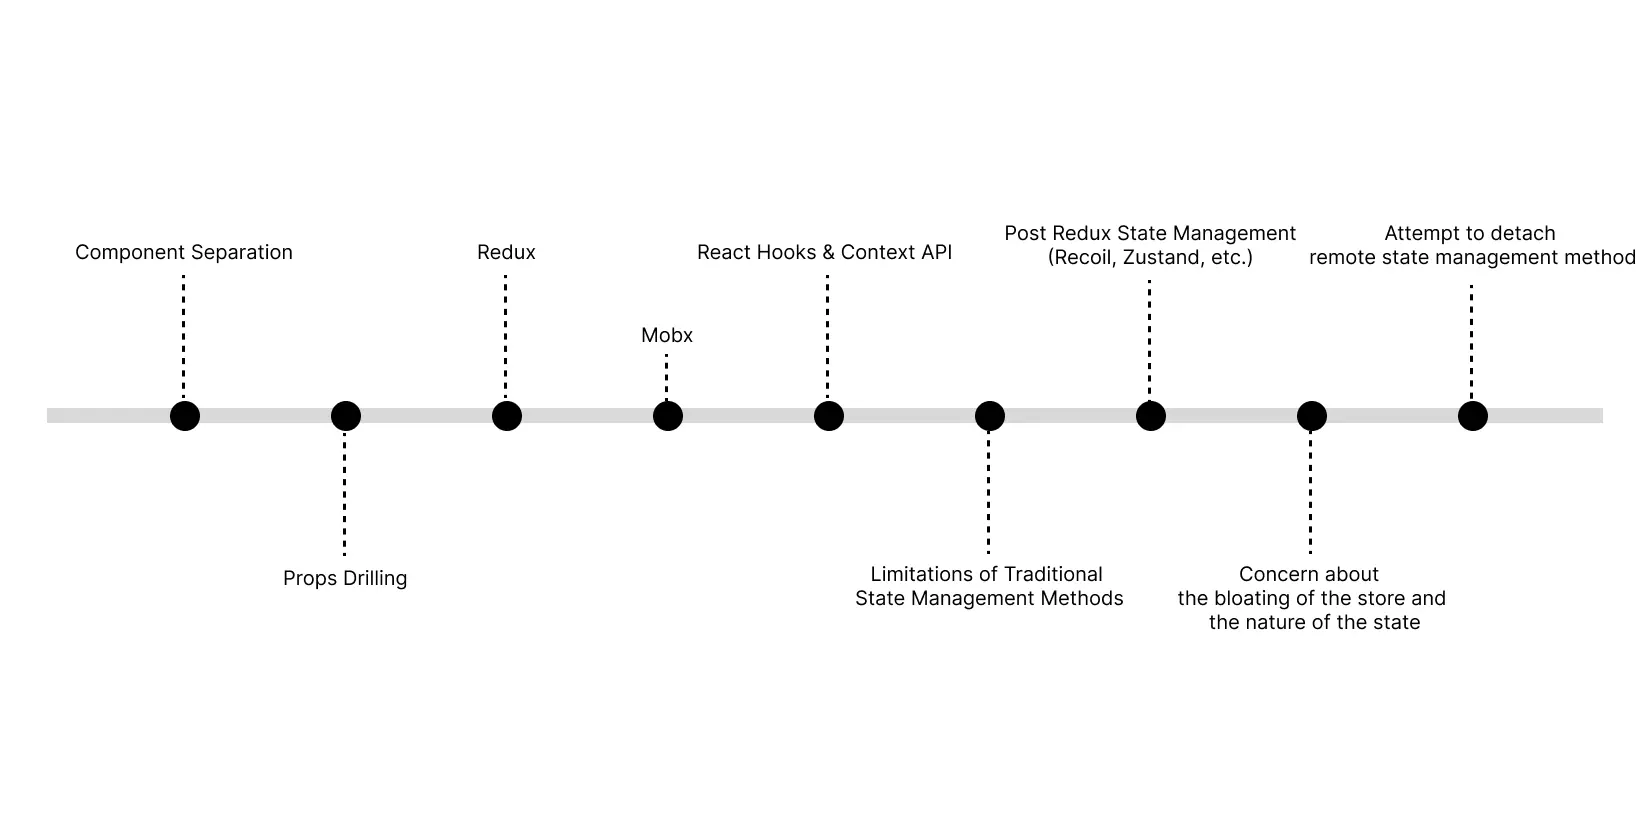 Component Separation
Props Drilling
Redux
Mobx
React Hooks & Context API
Limitations of Traditional
State Management Methods
Post Redux State Management
(Recoil, Zustand, etc.)
Concern about
the bloating of the store and
the nature of the state
Attempt to detach
remote state management method